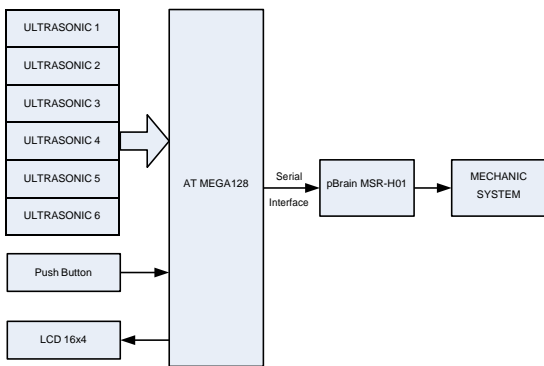 ULTRASONIC 1
ULTRASONIC 2
ULTRASONIC 3
ULTRASONIC 4
ULTRASONIC 5
ULTRASONIC 6
Push Button
LCD 16x4
AT MEGA128
Serial
Interface
pBrain MSR-H01
MECHANIC
SYSTEM